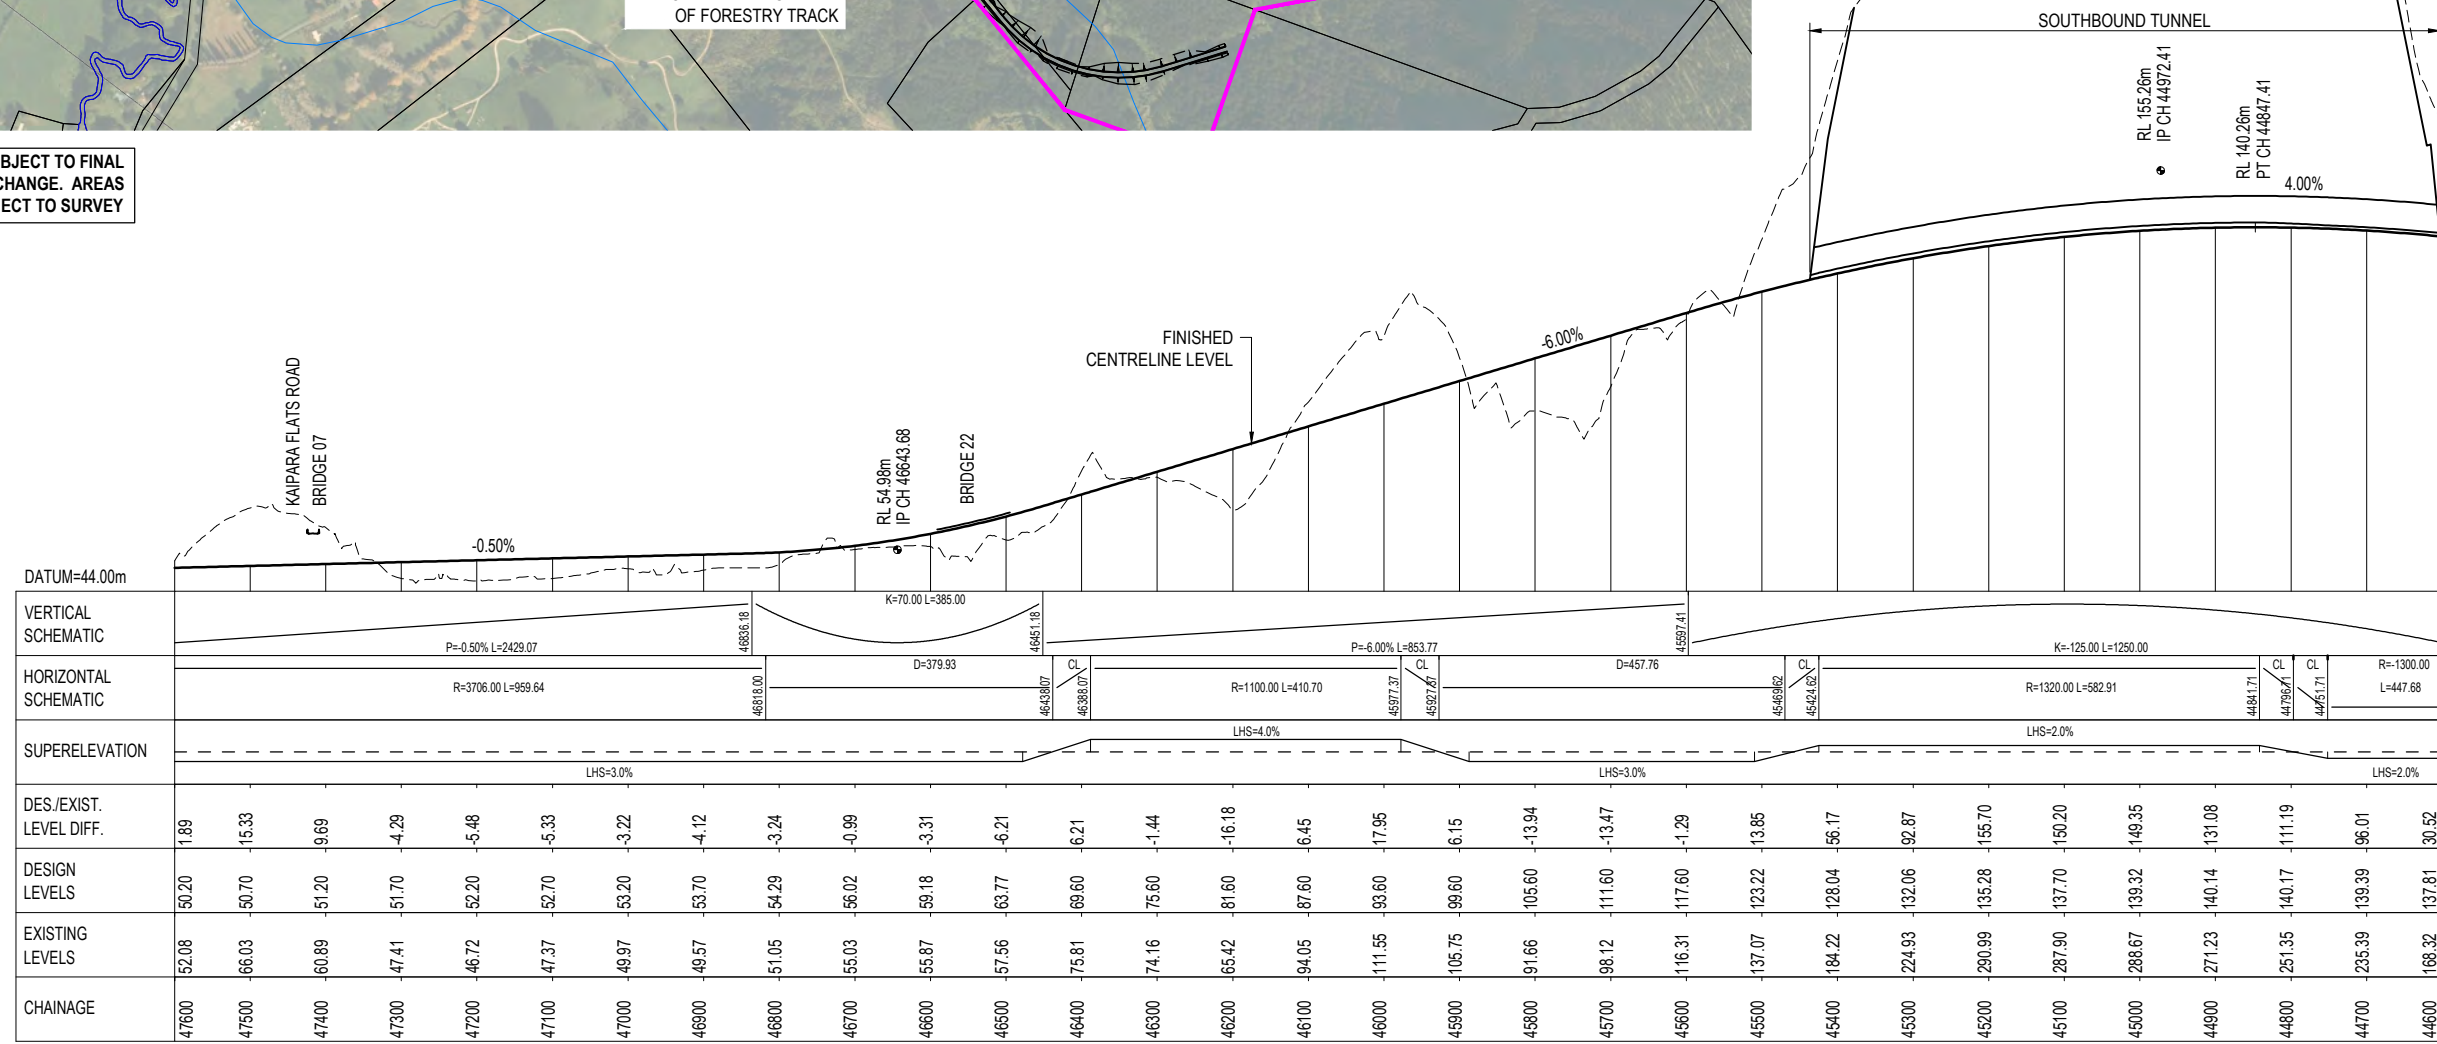 OF FORESTRY TRACK
BJECT TO FINAL
CHANGE. AREAS
ECT TO SURVEY
SOUTHBOUND TUNNEL
RL 155.26m
IP CH 44972.41
RL 140.26m
PT CH 44847.41
4.00%
-6.00%
FINISHED
CENTRELINE LEVEL
KAIPARA FLATS ROAD
BRIDGE 07
-0.50%
RL 54.98m
IP CH 46643.68
BRIDGE 22
DATUM=44.00m
VERTICAL
SCHEMATIC
P=-0.50% L=2429.07
46836.18
K=70.00 L=385.00
46451.18
P=-6.00% L=853.77
45597.41
K=-125.00 L=1250.00
HORIZONTAL
SCHEMATIC
R=3706.00 L=959.64
46818.00
D=379.93
46438.07
CL
46388.07
R=1100.00 L=410.70
45977.37
CL
45927.37
D=457.76
45469.62
CL
45424.62
R=1320.00 L=582.91
44841.71
CL
44796.71
CL
44751.71
R=-1300.00
L=447.68
SUPERELEVATION
LHS=3.0%
LHS=4.0%
LHS=3.0%
LHS=2.0%
LHS=2.0%
DES./EXIST.
LEVEL DIFF.
1.89 15.33 9.69 -4.29 -5.48 -5.33 -3.22 -4.12 -3.24 -0.99 -3.31 -6.21 6.21 -1.44 -16.18 6.45 17.95 6.15 -13.94 -13.47 -1.29 13.85 56.17 92.87 155.70 150.20 149.35 131.08 111.19 96.01 30.52
DESIGN
LEVELS
50.20 50.70 51.20 51.70 52.20 52.70 53.20 53.70 54.29 56.02 59.18 63.77 69.60 75.60 81.60 87.60 93.60 99.60 105.60 111.60 117.60 123.22 128.04 132.06 135.28 137.70 139.32 140.14 140.17 139.39 137.81
EXISTING
LEVELS
52.08 66.03 60.89 47.41 46.72 47.37 49.97 49.57 51.05 55.03 55.87 57.56 75.81 74.16 65.42 94.05 111.55 105.75 91.66 98.12 116.31 137.07 184.22 224.93 290.99 287.90 288.67 271.23 251.35 235.39 168.32
CHAINAGE
47600 47500 47400 47300 47200 47100 47000 46900 46800 46700 46600 46500 46400 46300 46200 46100 46000 45900 45800 45700 45600 45500 45400 45300 45200 45100 45000 44900 44800 44700 44600